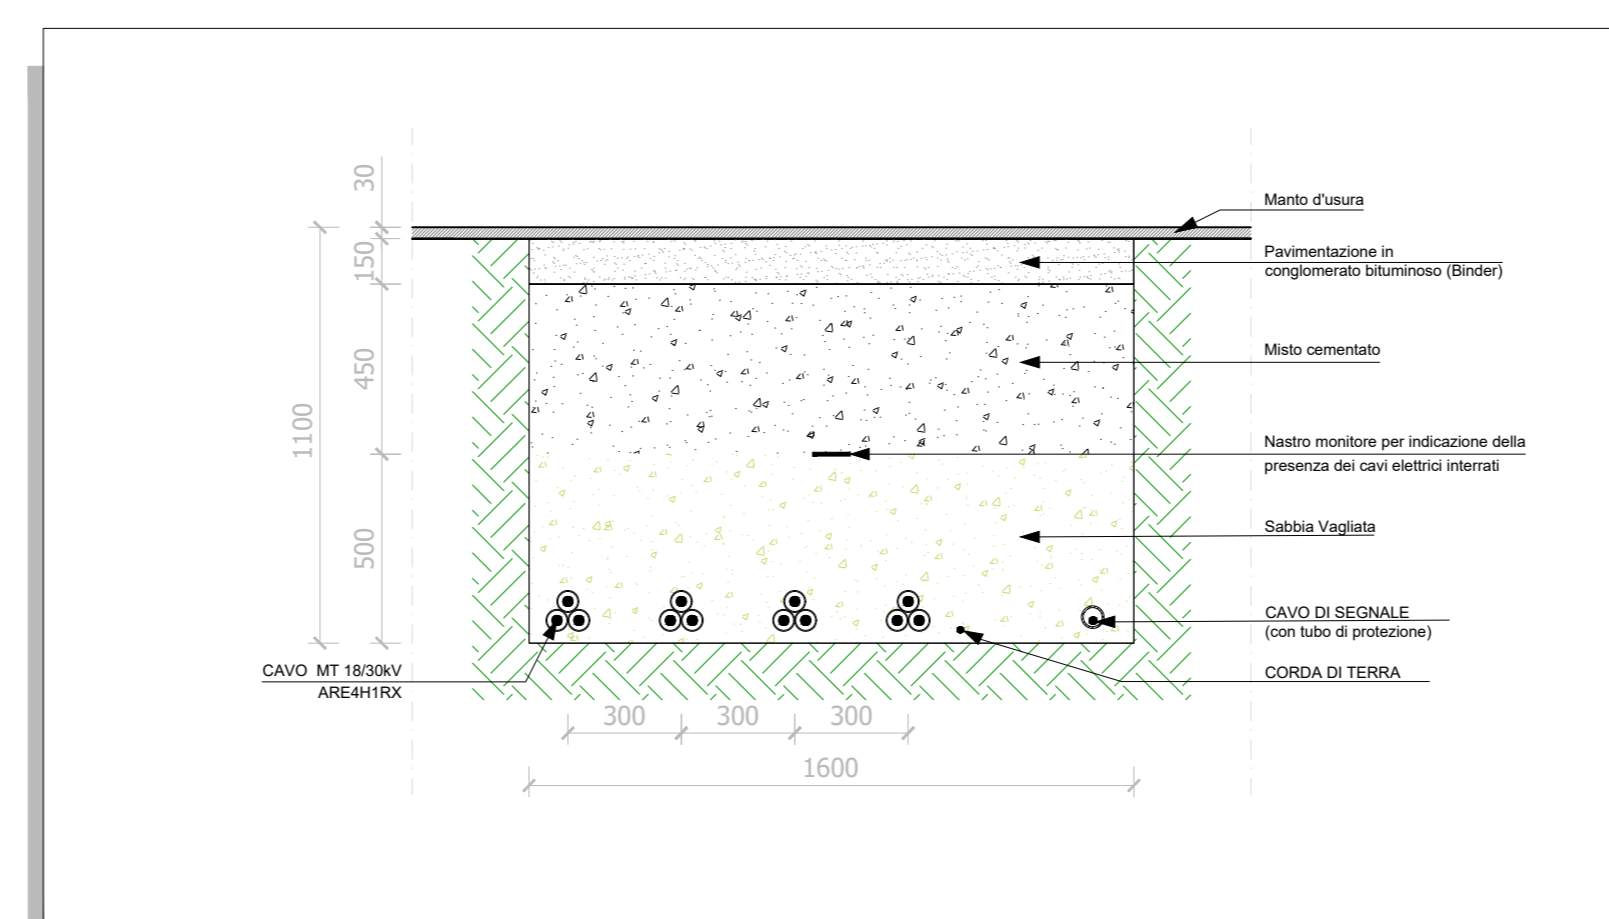 30
Manto d'usura
150
Pavimentazione in
conglomerato bituminoso (Binder)
450
Misto cementato
1100
Nastro monitore per indicazione della
presenza dei cavi elettrici interrati
500
Sabbia Vagliata
CAVO DI SEGNALE
(con tubo di protezione)
CAVO MT 18/30kV
ARE4H1RX
CORDA DI TERRA
300 300 300
1600